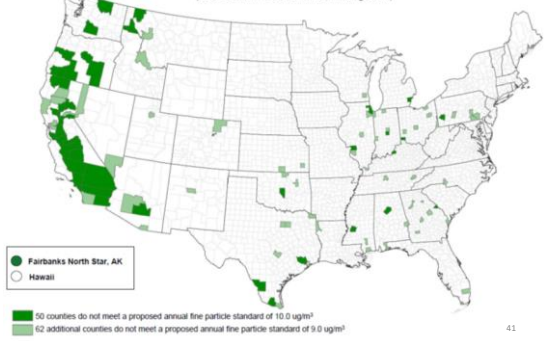 Fairbanks North Star, AK
Hawaii
50 counties do not meet a proposed annual fine particle standard of 10.0 ug/m³
62 additional counties do not meet a proposed annual fine particle standard of 9.0 ug/m³
41